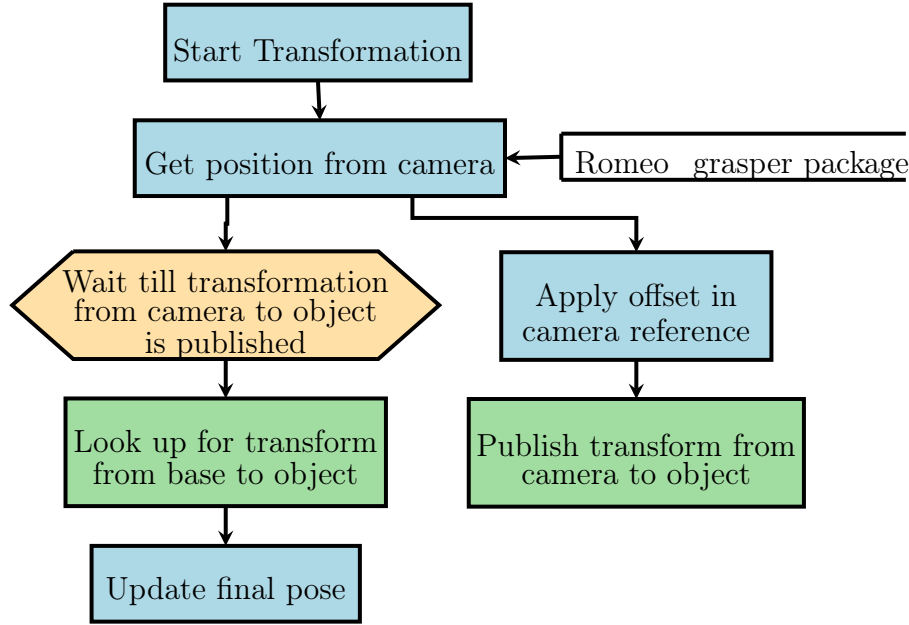 Start Transformation
Get position from camera
Romeo grasper package
Wait till transformation
from camera to object
is published
Apply offset in
camera reference
Look up for transform
from base to object
Publish transform from
camera to object
Update final pose